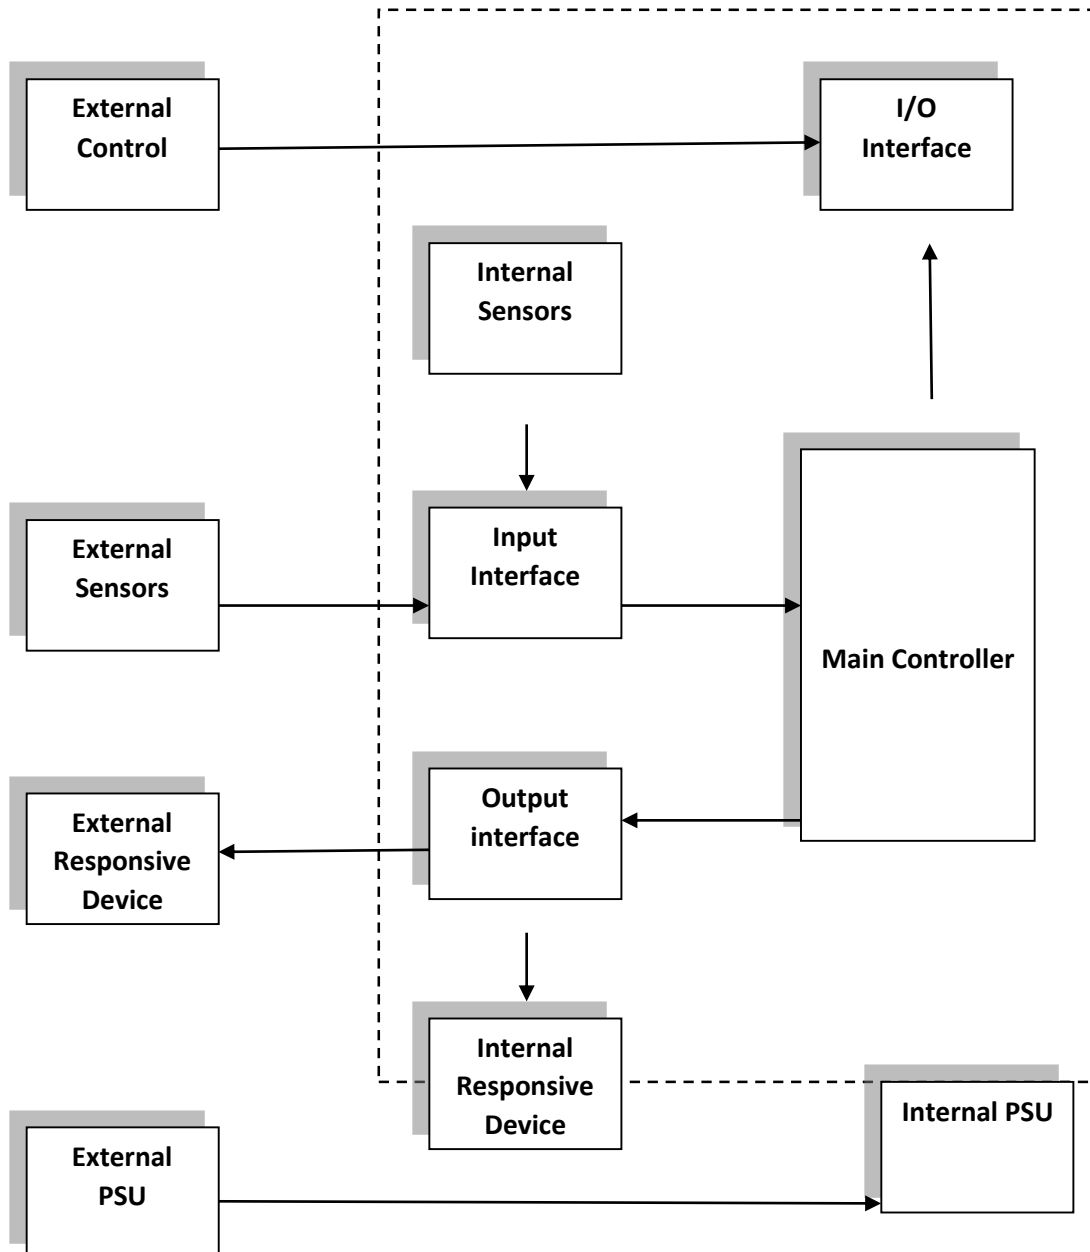 External
Control
I/O
Interface
Internal
Sensors
External
Sensors
Input
Interface
Main Controller
External
Responsive
Device
Output
interface
Internal
Responsive
Device
Internal PSU
External
PSU